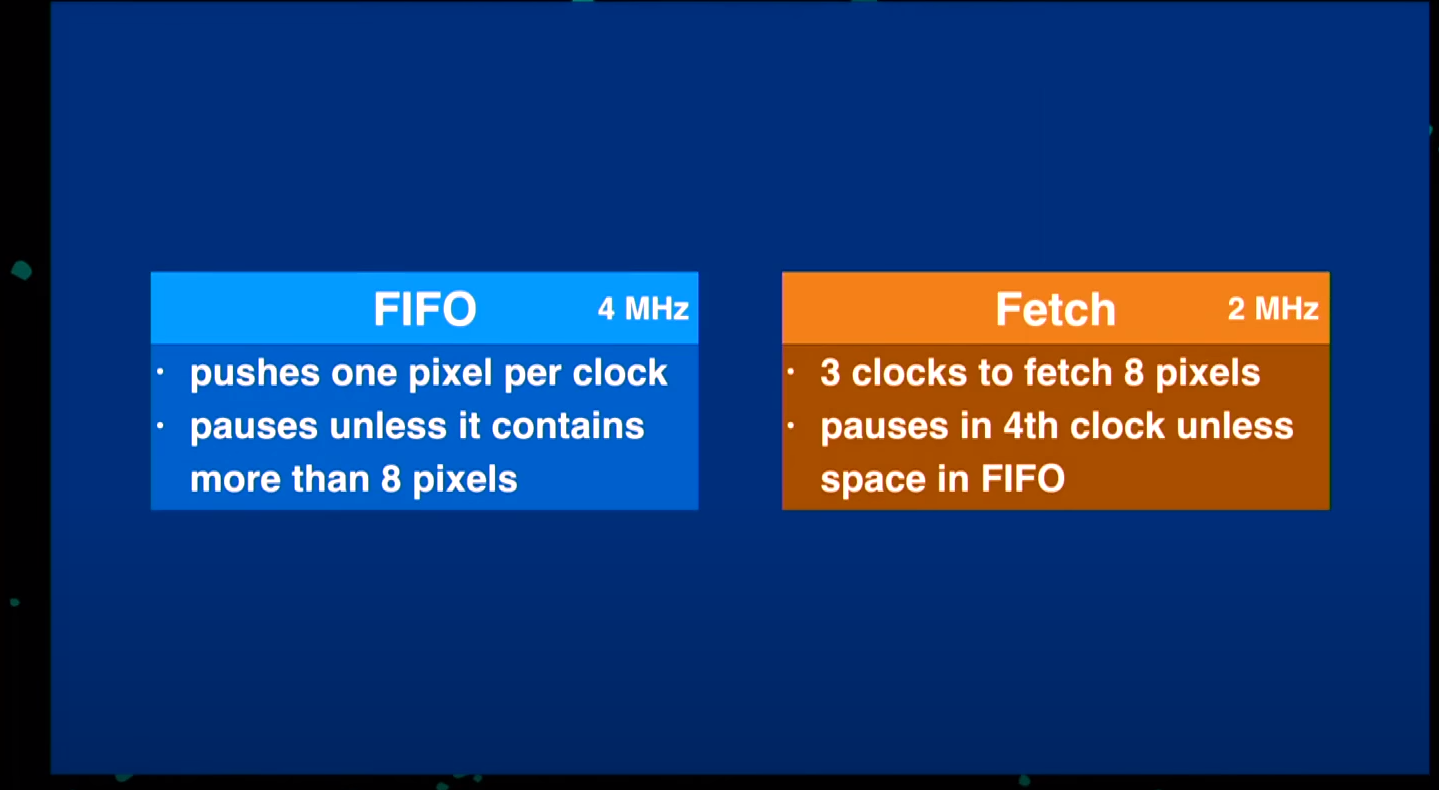 FIFO 4 MHz
· pushes one pixel per clock
· pauses unless it contains
more than 8 pixels
Fetch 2 MHz
· 3 clocks to fetch 8 pixels
· pauses in 4th clock unless
space in FIFO